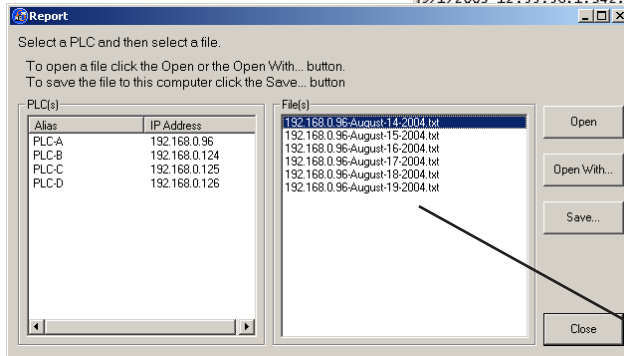 Report
Select a PLC and then select a file.
To open a file click the Open or the Open With... button.
To save the file to this computer click the Save... button
PLC(s)
Alias IP Address
PLC-A 192.168.0.96
PLC-B 192.168.0.124
PLC-C 192.168.0.125
PLC-D 192.168.0.126
File(s)
192.168.0.96-August-14-2004.txt
192.168.0.96-August-15-2004.txt
192.168.0.96-August-16-2004.txt
192.168.0.96-August-17-2004.txt
192.168.0.96-August-18-2004.txt
192.168.0.96-August-19-2004.txt
Open
Open With...
Save...
Close